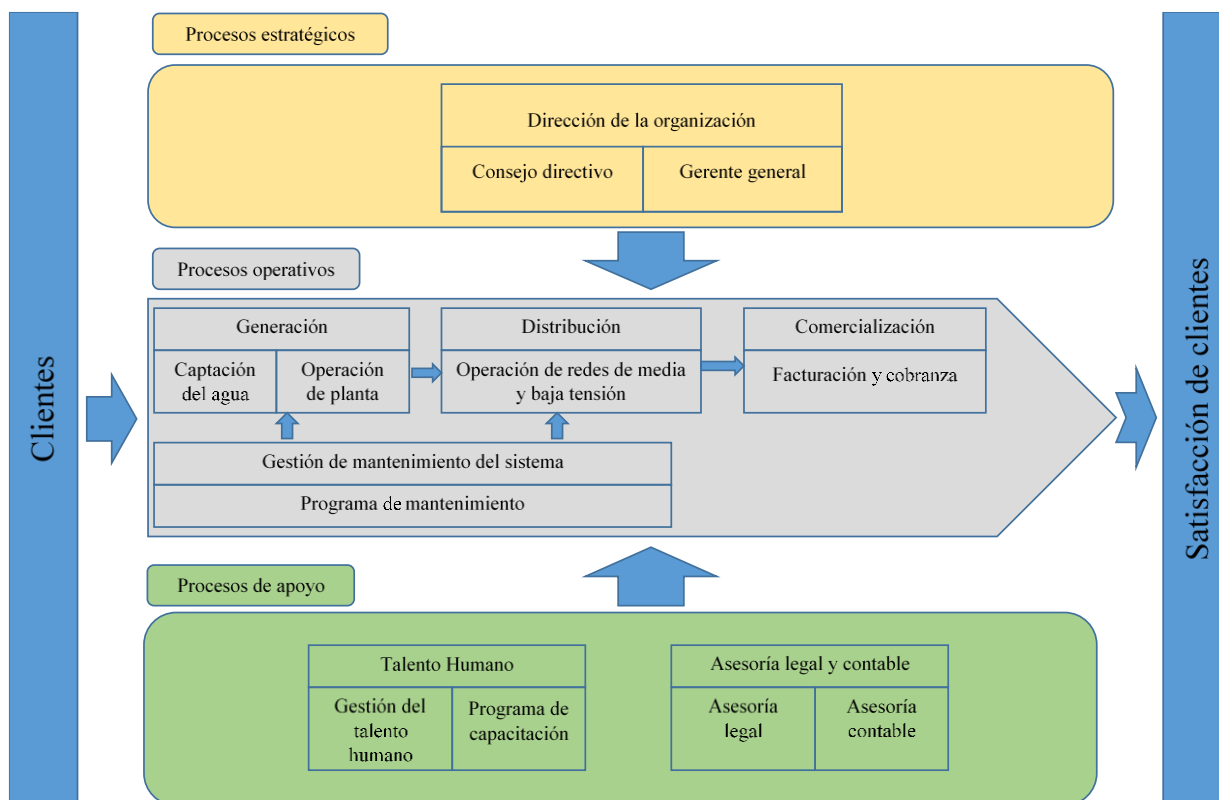 Clientes
Procesos estratégicos
Dirección de la organización
Consejo directivo
Gerente general
Procesos operativos
Generación
Captación
del agua
Operación
de planta
Distribución
Operación de redes de media
y baja tensión
Comercialización
Facturación y cobranza
Gestión de mantenimiento del sistema
Programa de mantenimiento
Procesos de apoyo
Talento Humano
Gestión del
talento
humano
Programa de
capacitación
Asesoría legal y contable
Asesoría
legal
Asesoría
contable
Satisfacción de clientes